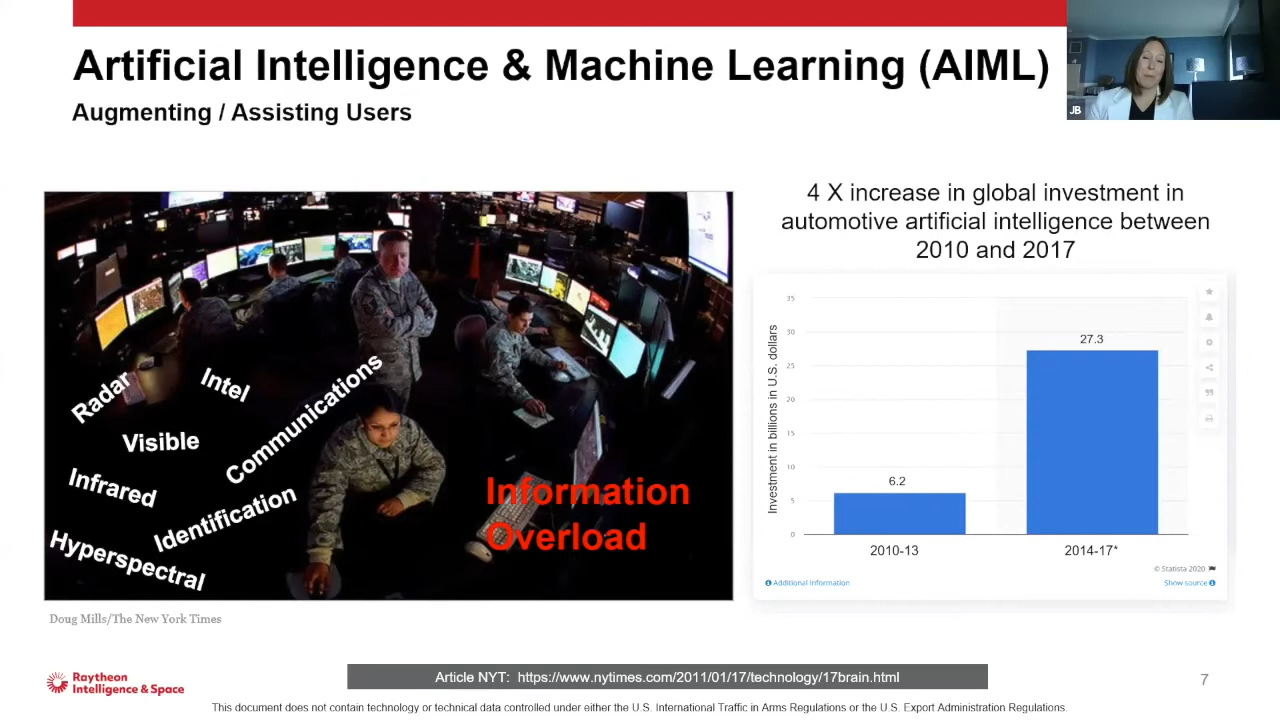 Artificial Intelligence & Machine Learning (AIML)
Augmenting / Assisting Users
JB
4 X increase in global investment in
automotive artificial intelligence between
2010 and 2017
Radar
Intel
Visible
Communications
Infrared
Identification
Hyperspectral
Information
Overload
Doug Mills/The New York Times
Investment in billions in U.S. dollars
35
30
25
20
15
10
5
0
6.2
27.3
2010-13
2014-17*
© Statista 2020
Additional Information
Show source
Raytheon
Intelligence & Space
Article NYT: https://www.nytimes.com/2011/01/17/technology/17brain.html
7
This document does not contain technology or technical data controlled under either the U.S. International Traffic in Arms Regulations or the U.S. Export Administration Regulations.